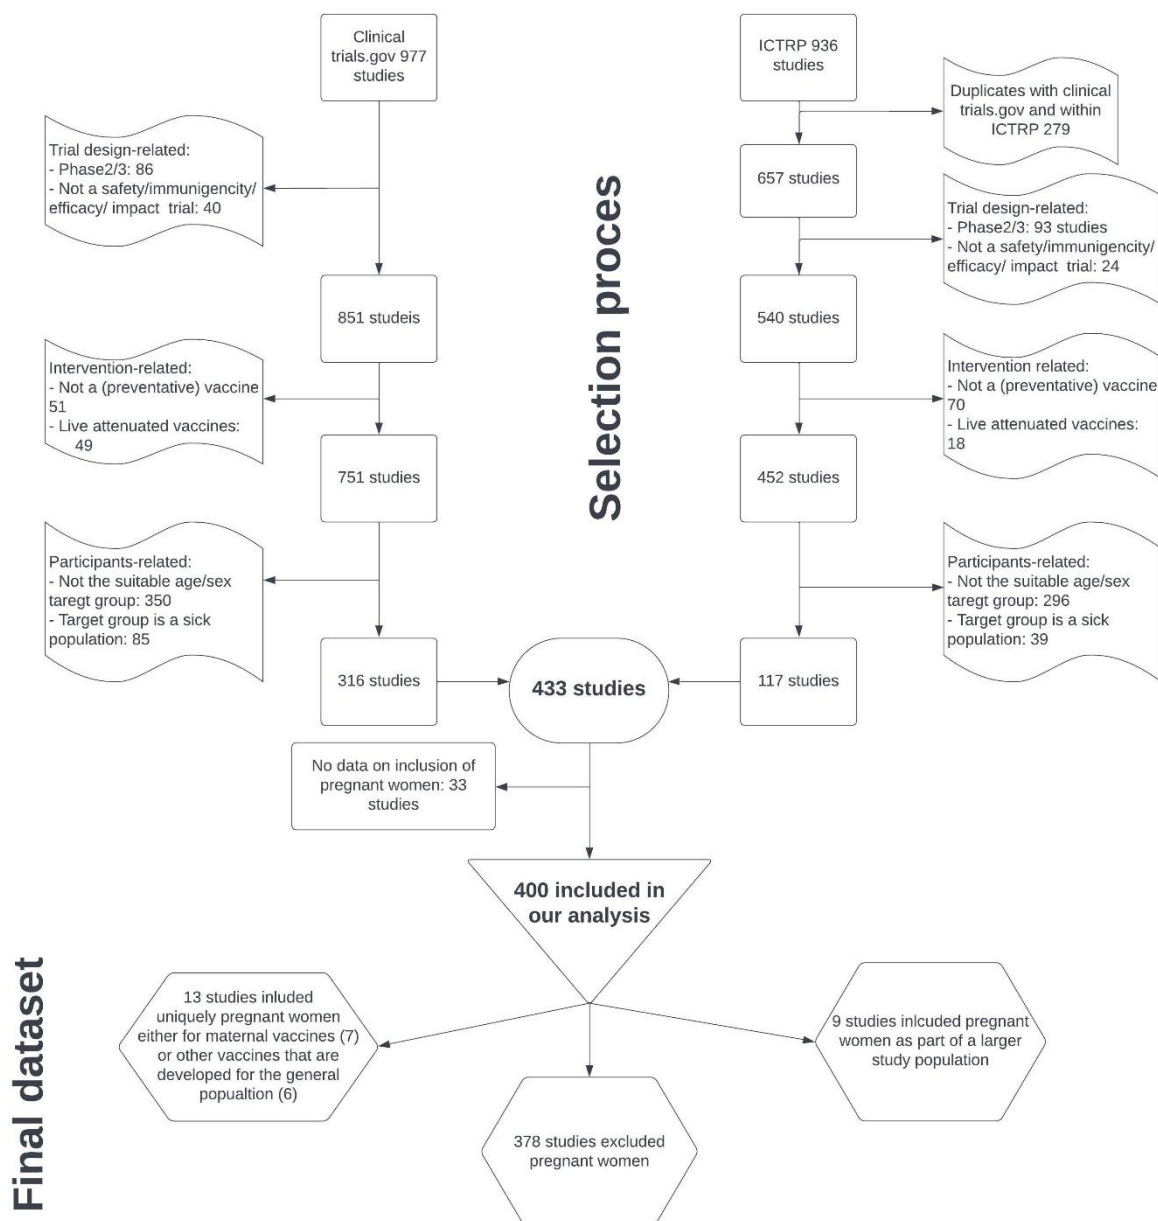 Clinical
trials.gov 977
studies
ICTRP 936
studies
Duplicates with clinical
trials.gov and within
ICTRP 279
Trial design-related:
- Phase2/3: 86
- Not a safety/immunigencity/
efficacy/ impact  trial: 40
657 studies
Trial design-related:
- Phase2/3: 93 studies
- Not a safety/immunigencity/
efficacy/ impact  trial: 24
Selection proces
851 studeis
540 studies
Intervention-related:
- Not a (preventative) vaccine
51
- Live attenuated vaccines:
49
Intervention related:
- Not a (preventative) vaccine
70
- Live attenuated vaccines:
18
751 studies
452 studies
Participants-related:
- Not the suitable age/sex
taregt group: 350
- Target group is a sick
population: 85
Participants-related:
- Not the suitable age/sex
taregt group: 296
- Target group is a sick
population: 39
316 studies
433 studies
117 studies
No data on inclusion of
pregnant women: 33
studies
400 included in
our analysis
Final dataset
13 studies inluded
uniquely pregnant women
either for maternal vaccines (7)
or other vaccines that are
developed for the general
popualtion (6)
9 studies inlcuded pregnant
women as part of a larger
study population
378 studies excluded
pregnant women